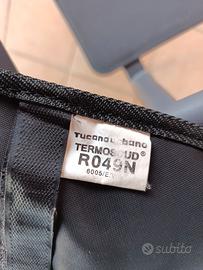 Tucano Urbano
TERMOSCUD®
R049N
subito